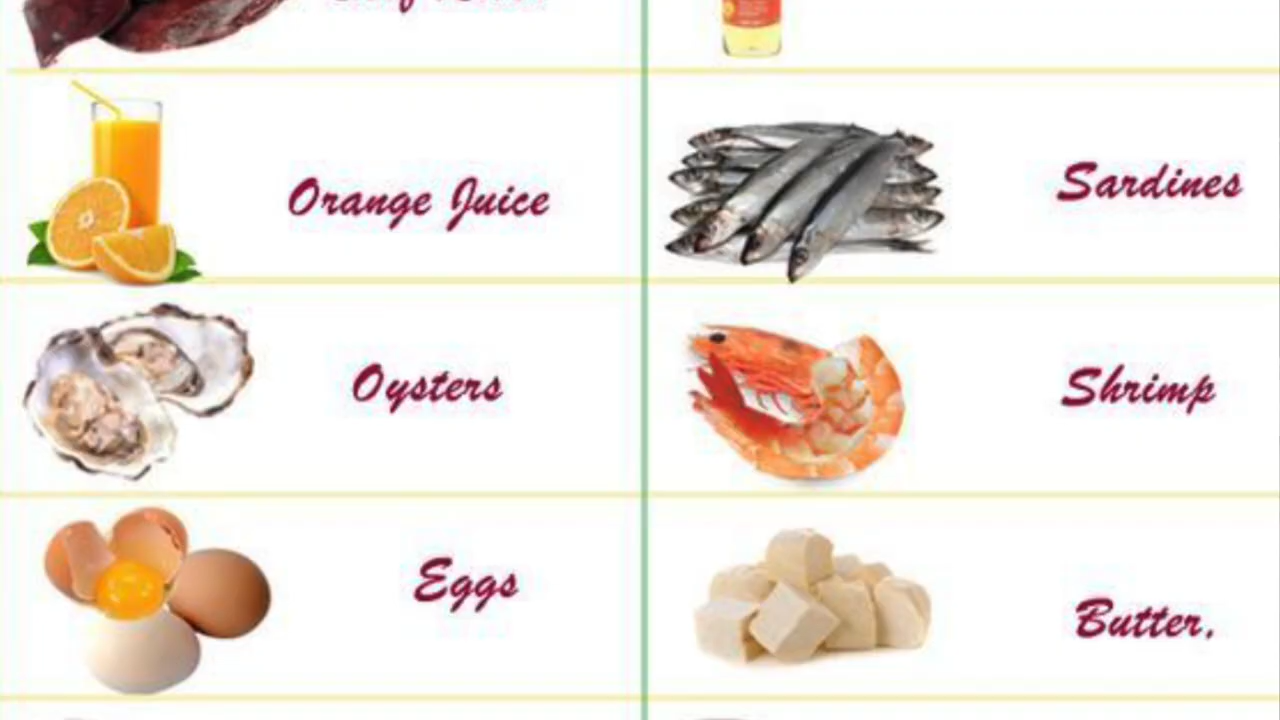 Orange Juice
Sardines
Oysters
Shrimp
Eggs
Butter,